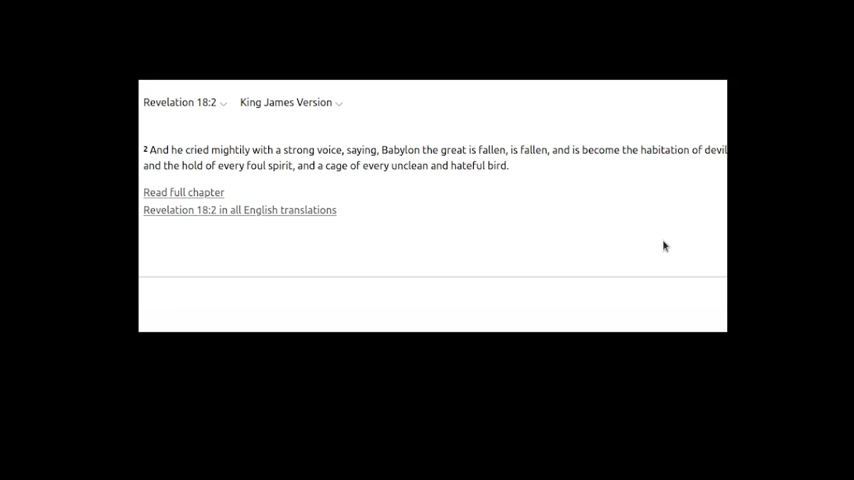 Revelation 18:2 King James Version
2 And he cried mightily with a strong voice, saying, Babylon the great is fallen, is fallen, and is become the habitation of devil
and the hold of every foul spirit, and a cage of every unclean and hateful bird.
Read full chapter
Revelation 18:2 in all English translations